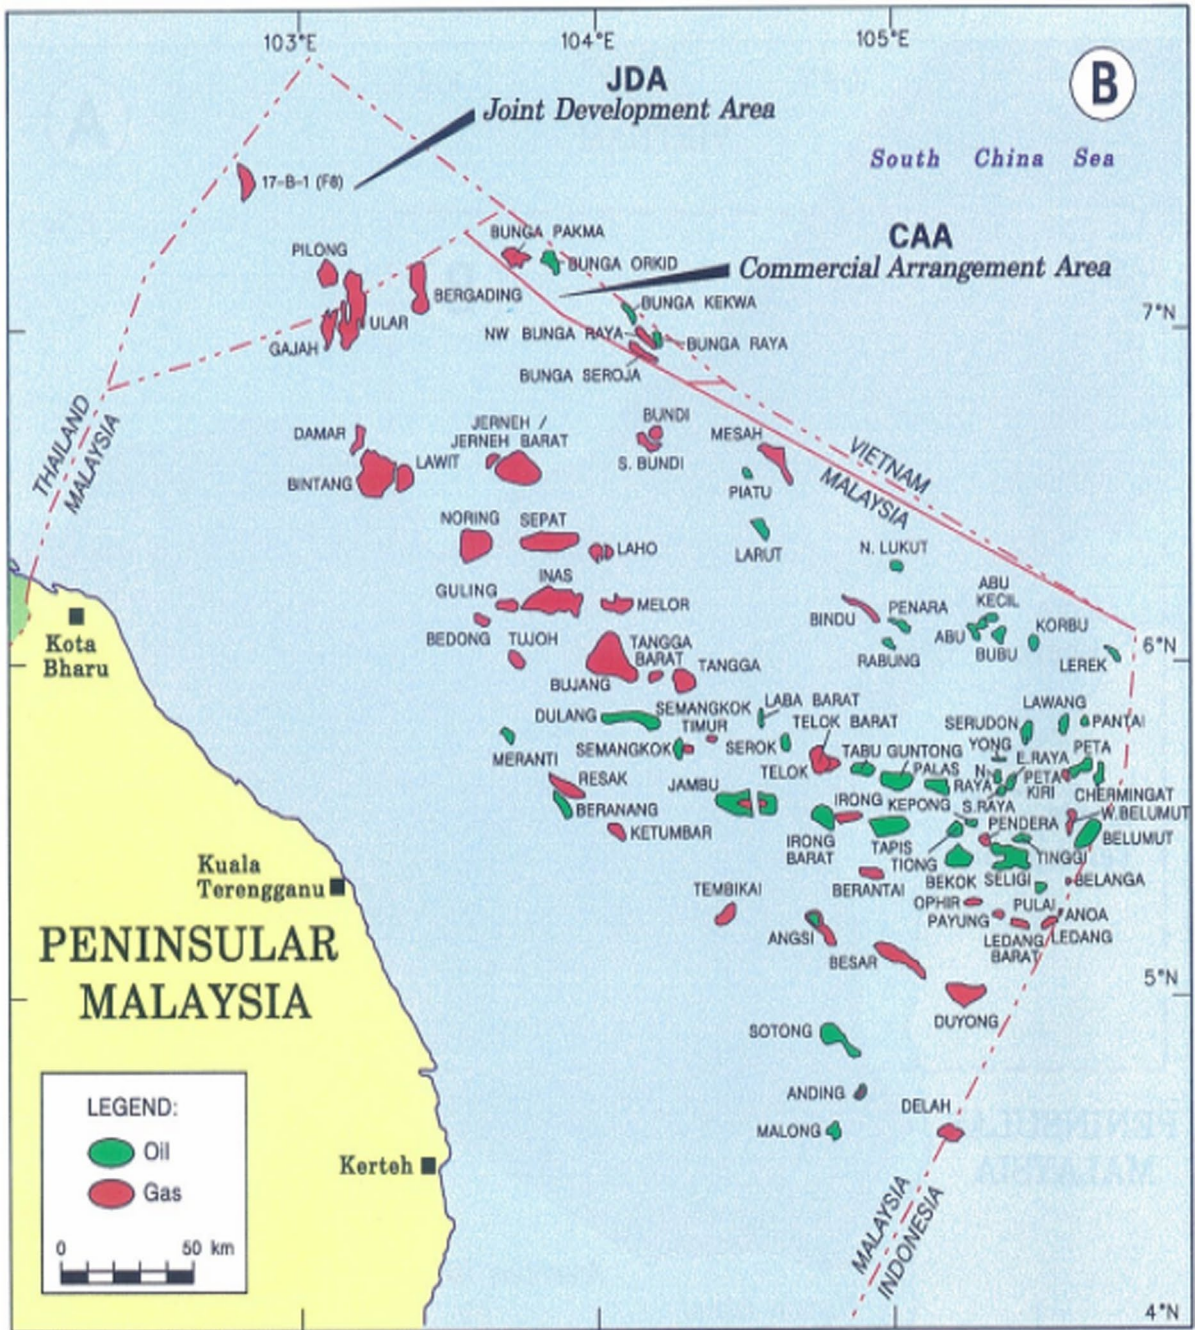 103°E
104°E
105°E
JDA
Joint Development Area
B
South China Sea
17-B-1 (F8)
CAA
Commercial Arrangement Area
BUNGA PAKMA
BUNGA ORKID
PILONG
BERGADING
ULAR
GAJAH
BUNGA KEKWA
NW BUNGA RAYA
BUNGA RAYA
BUNGA SEROJA
7°N
THAILAND
MALAYSIA
VIETNAM
MALAYSIA
DAMAR
JERNEH /
JERNEH BARAT
LAWIT
BINTANG
BUNDI
S. BUNDI
MESAH
PIATU
LARUT
NORING
SEPAT
LAHO
N. LUKUT
INAS
GULING
MELOR
BEDONG
TUJOH
TANGGA
BARAT
TANGGA
BUJANG
BINDU
PENARA
RABUNG
ABU
KECIL
ABU
BUBU
KORBU
LEREK
6°N
Kota
Bharu
DULANG
SEMANGKOK
TIMUR
LABA BARAT
TELOK BARAT
MERANTI
SEMANGKOK
SEROK
TELOK
TABU
GUNTONG
PALAS
SERUDON
LAWANG
PANTAI
YONG
E.RAYA
PETA
N.
RAYA
PETA
KIRI
CHERMINGAT
RESAK
BERANANG
KETUMBAR
JAMBU
IRONG
KEPONG
S.RAYA
PENDERA
W.BELUMUT
BELUMUT
IRONG
BARAT
TAPIS
TIONG
TINGGI
BERANTAI
BEKOK
SELIGI
BELANGA
OPHIR
PULAI
PAYUNG
ANOA
LEDANG
BARAT
LEDANG
TEMBIKAI
ANGSI
BESAR
DUYONG
5°N
Kuala
Terengganu
PENINSULAR
MALAYSIA
SOTONG
ANDING
MALONG
DELAH
Kerteh
MALAYSIA
INDONESIA
4°N
LEGEND:
Oil
Gas
0 50 km